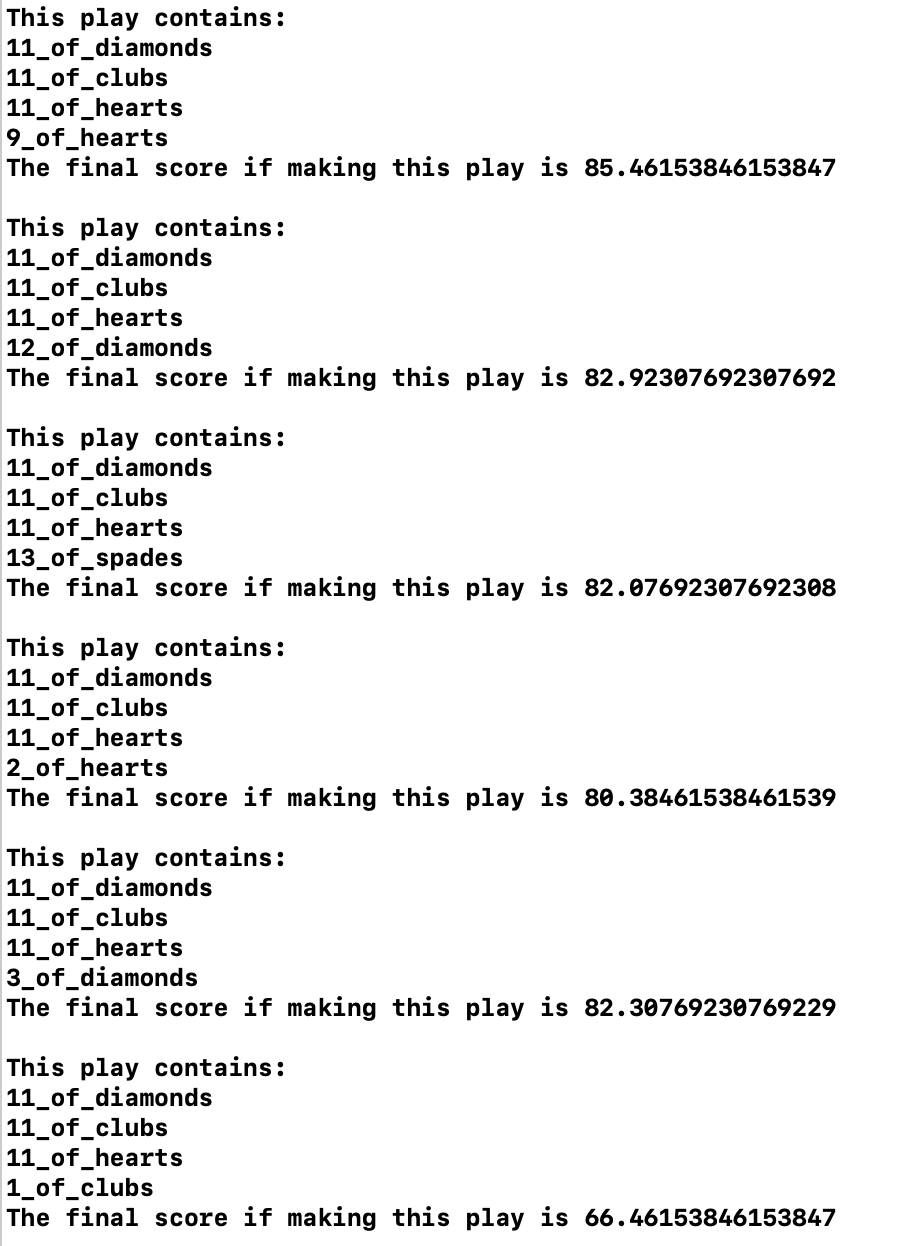 This play contains:
11_of_diamonds
11_of_clubs
11_of_hearts
9_of_hearts
The final score if making this play is 85.46153846153847
This play contains:
11_of_diamonds
11_of_clubs
11_of_hearts
12_of_diamonds
The final score if making this play is 82.92307692307692
This play contains:
11_of_diamonds
11_of_clubs
11_of_hearts
13_of_spades
The final score if making this play is 82.07692307692308
This play contains:
11_of_diamonds
11_of_clubs
11_of_hearts
2_of_hearts
The final score if making this play is 80.38461538461539
This play contains:
11_of_diamonds
11_of_clubs
11_of_hearts
3_of_diamonds
The final score if making this play is 82.30769230769229
This play contains:
11_of_diamonds
11_of_clubs
11_of_hearts
1_of_clubs
The final score if making this play is 66.46153846153847